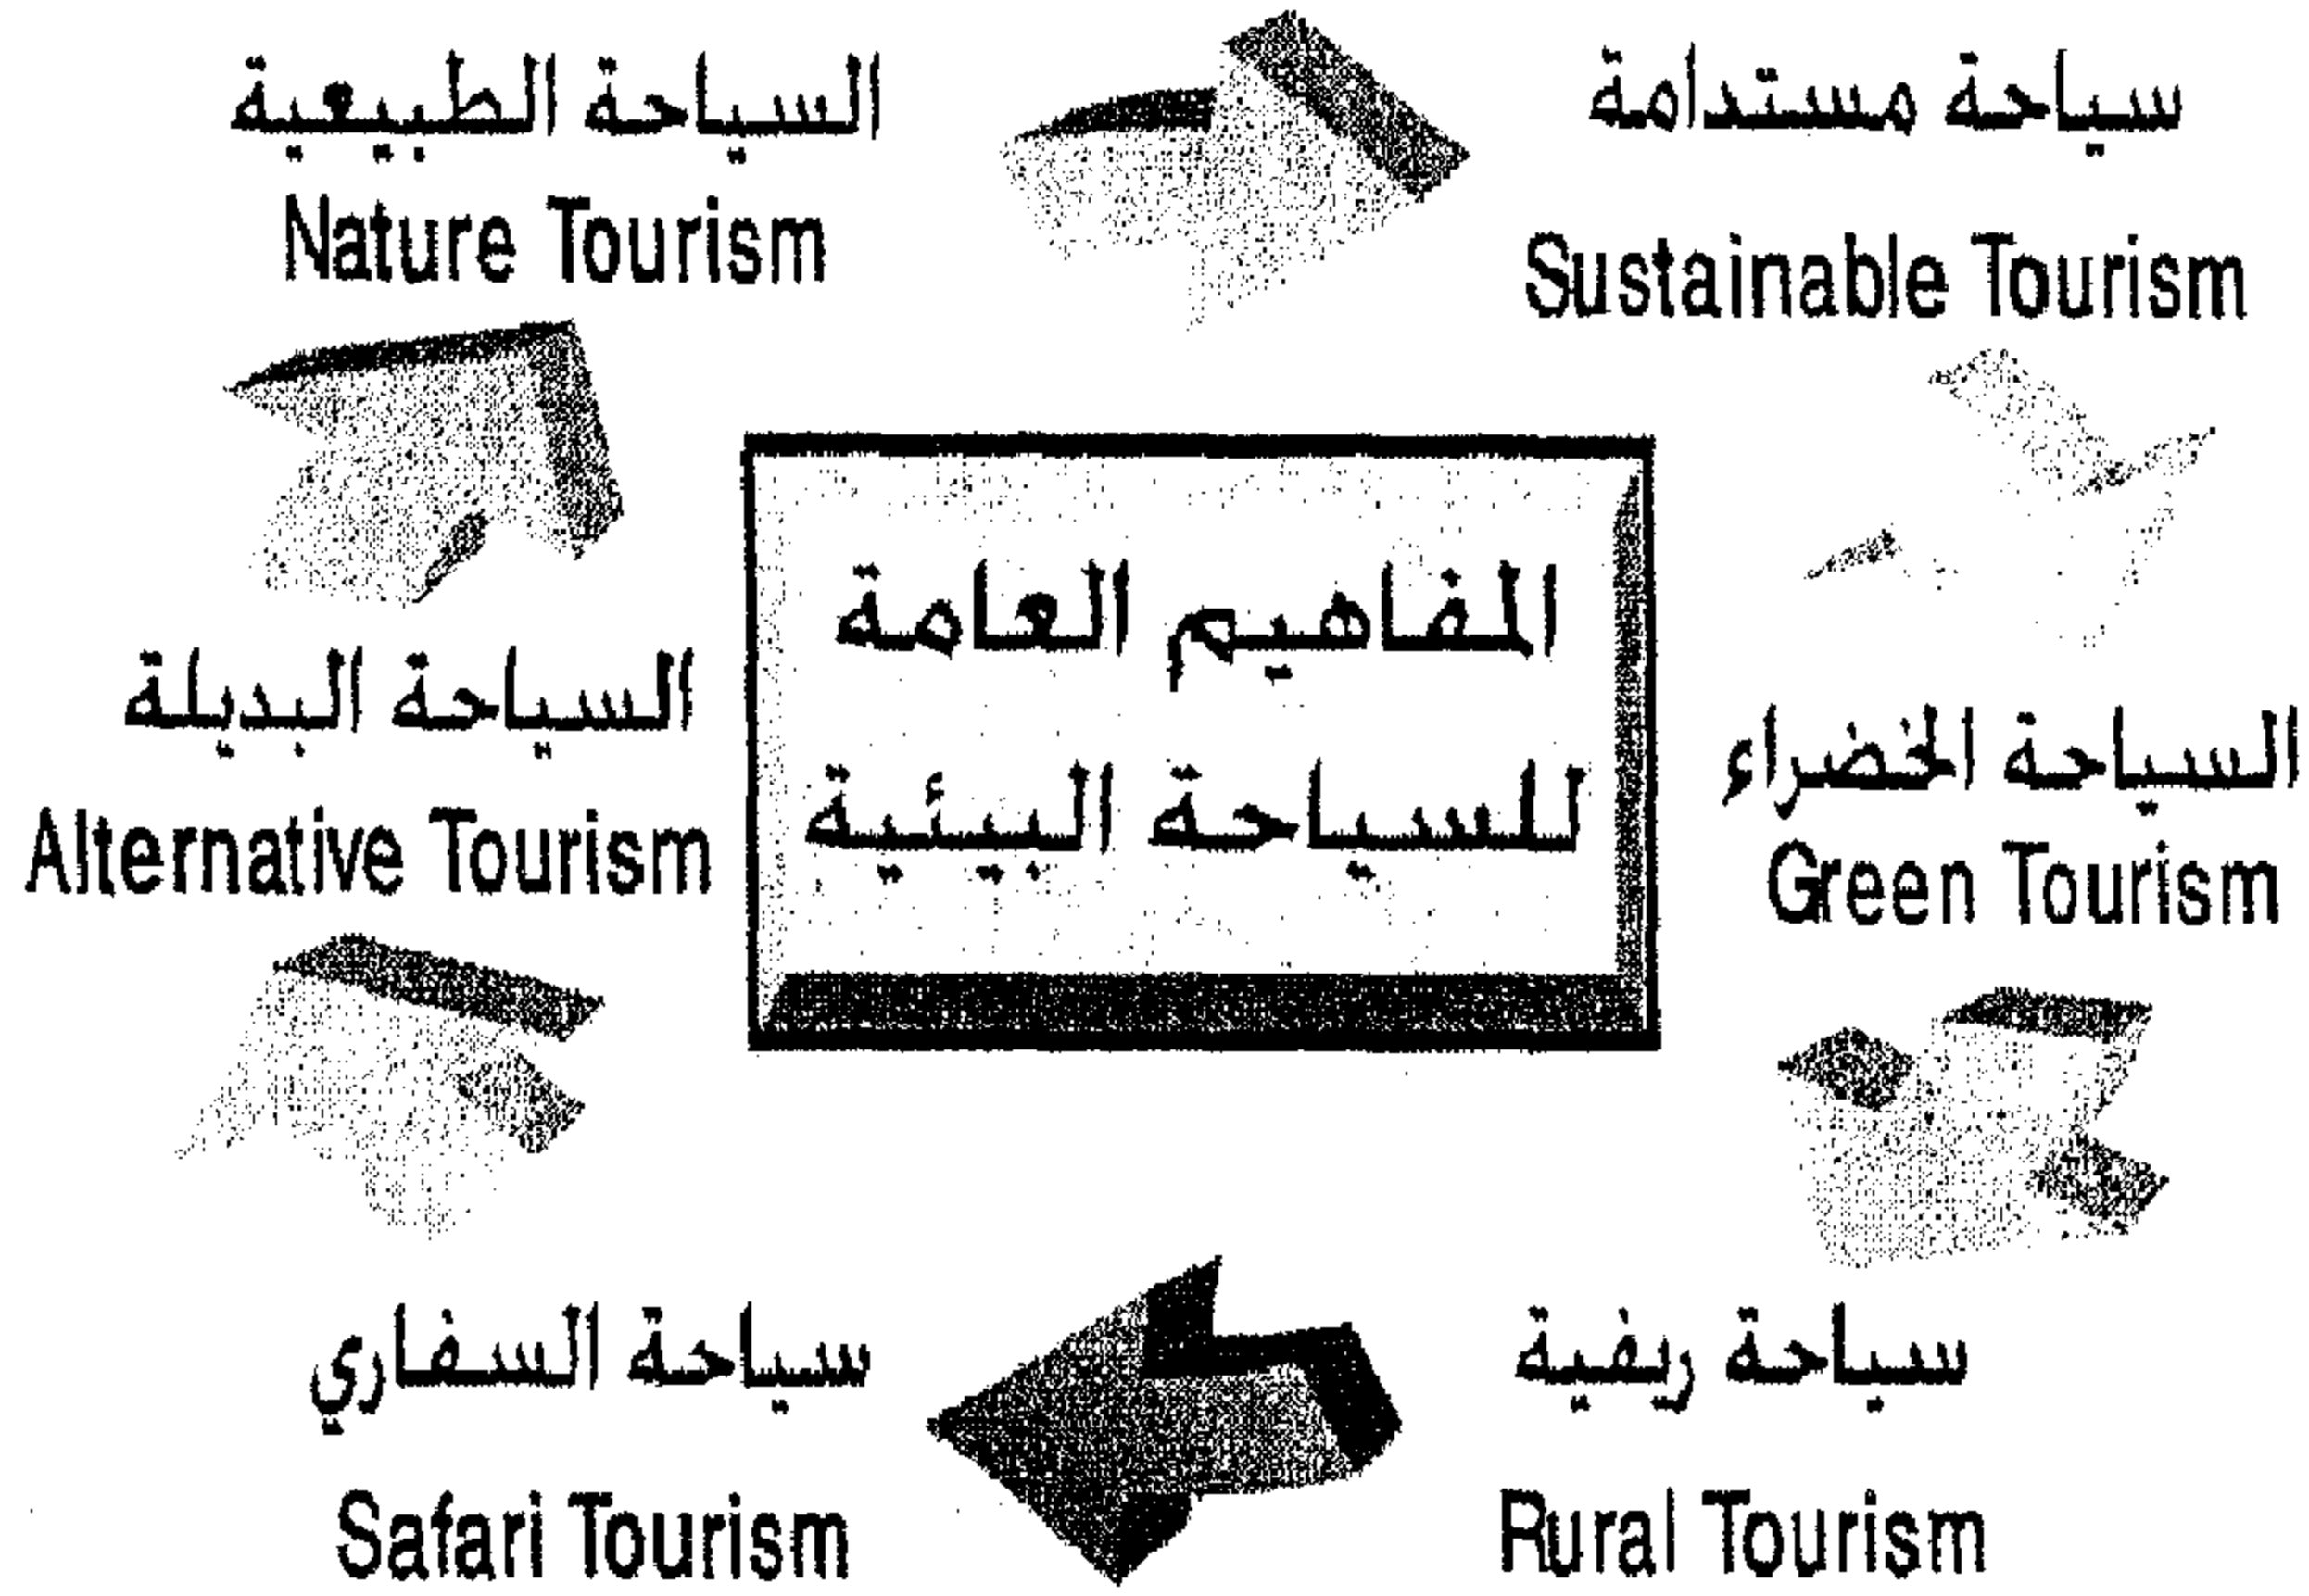 السياحة الطبيعية
Nature Tourism
سياحة مستدامة
Sustainable Tourism
المفاهيم العامة
للسياحة البيئية
السياحة البديلة
Alternative Tourism
السياحة الخضراء
Green Tourism
سياحة السفاري
Safari Tourism
سياحة ريفية
Rural Tourism